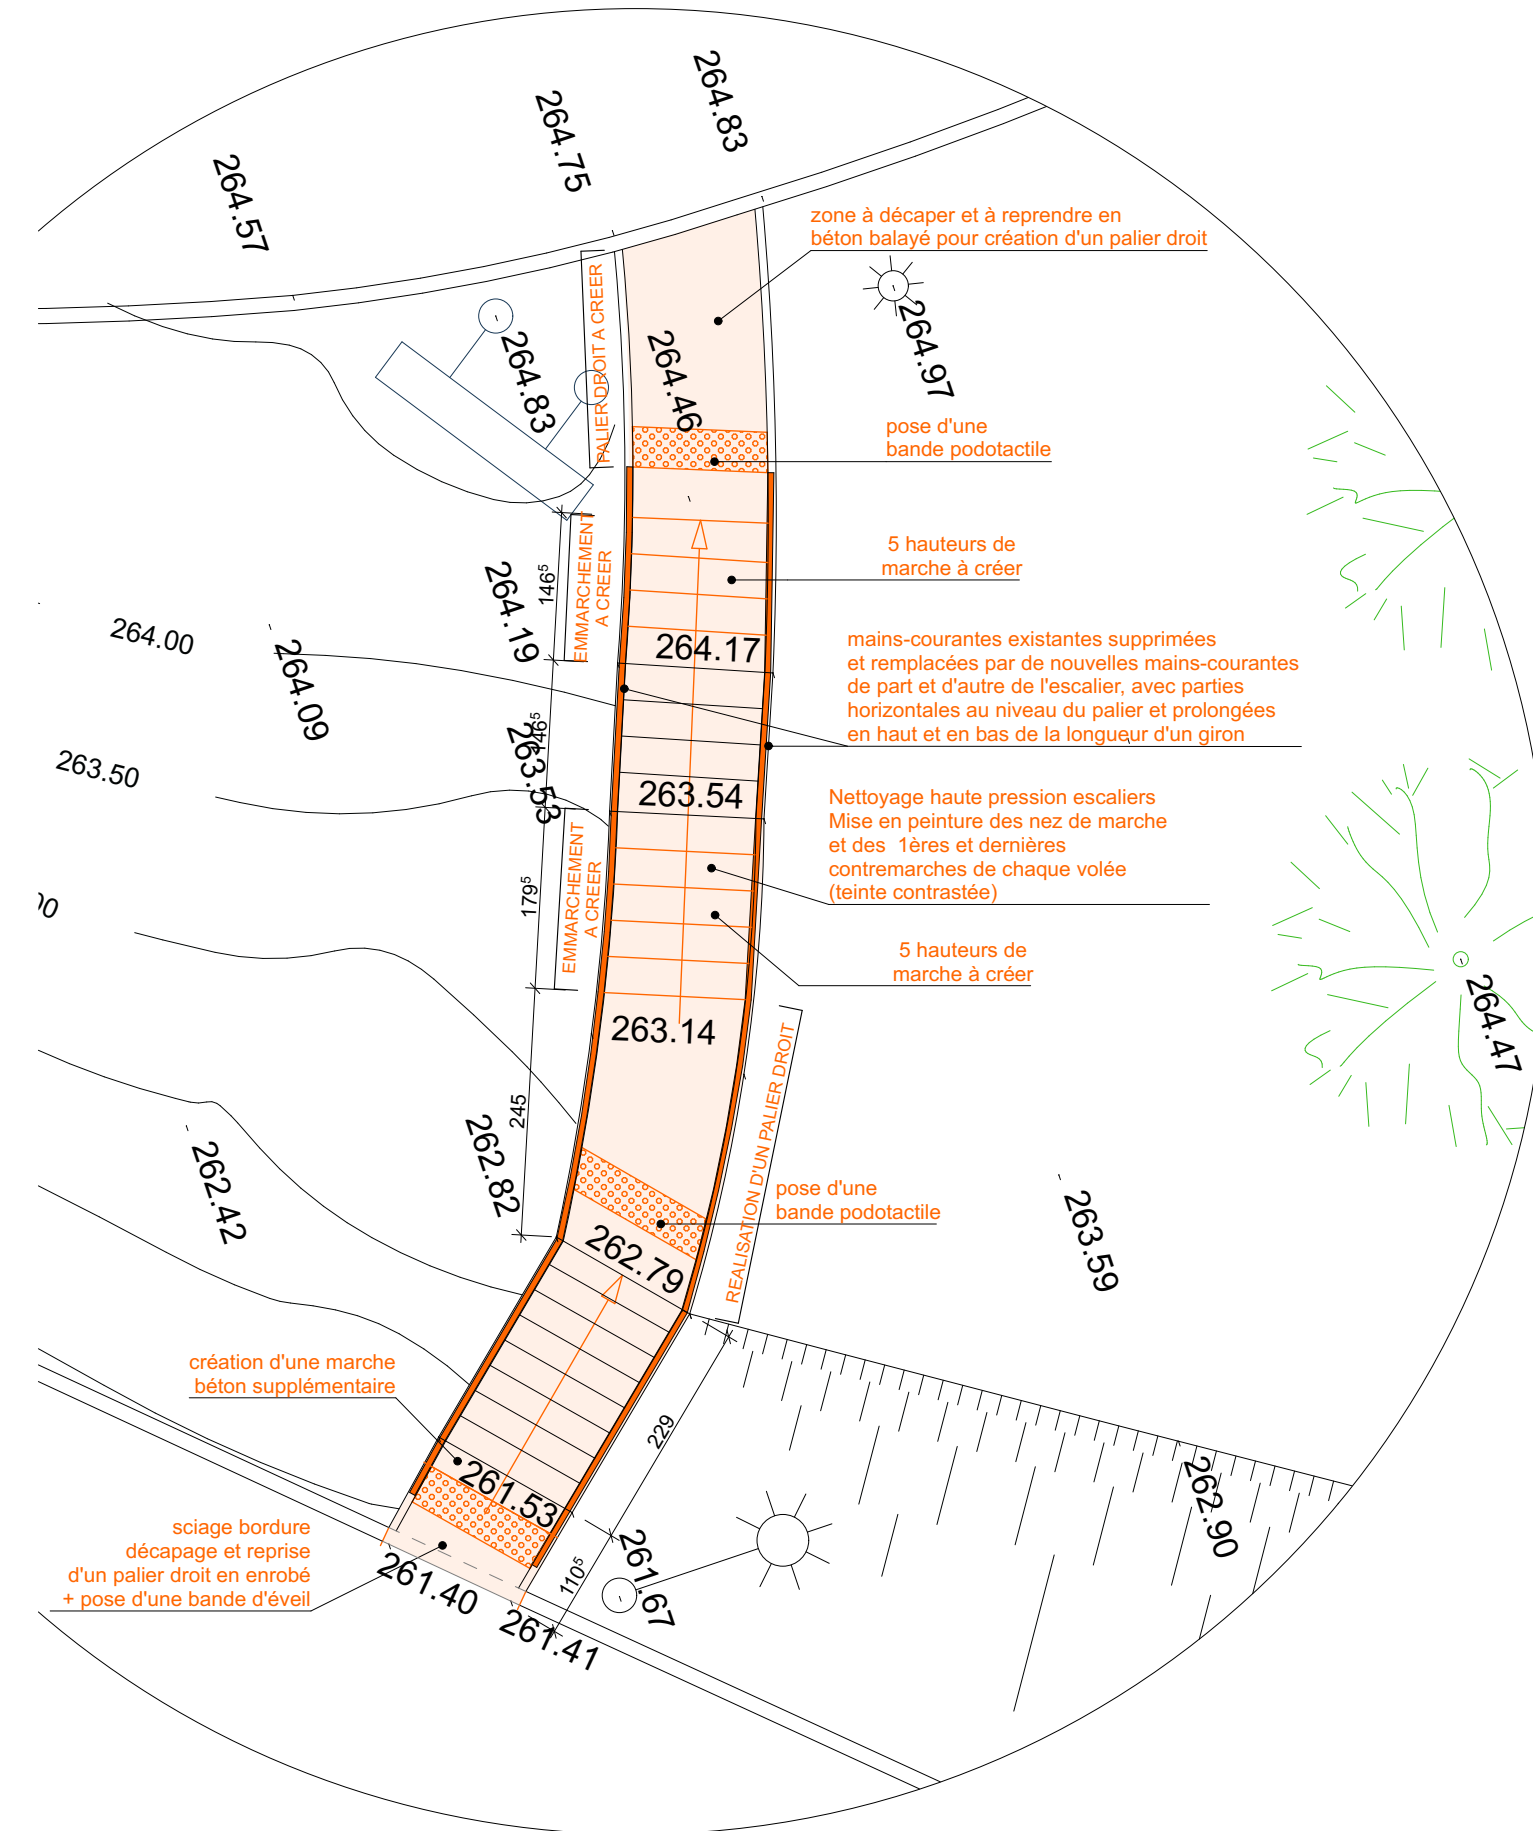 264.83
264.75
264.57
zone à décaper et à reprendre en
béton balayé pour création d'un palier droit
PALIER DROIT A CREER
264.83
264.46
264.97
pose d'une
bande podotactile
EMMARCHEMENT
A CREER
146⁵
264.19
5 hauteurs de
marche à créer
264.00
264.09
264.17
mains-courantes existantes supprimées
et remplacées par de nouvelles mains-courantes
de part et d'autre de l'escalier, avec parties
horizontales au niveau du palier et prolongées
en haut et en bas de la longueur d'un giron
146⁵
263.53
263.50
263.54
Nettoyage haute pression escaliers
Mise en peinture des nez de marche
et des 1ères et dernières
contremarches de chaque volée
(teinte contrastée)
EMMARCHEMENT
A CREER
179⁵
5 hauteurs de
marche à créer
263.14
264.47
REALISATION D'UN PALIER DROIT
245
262.82
262.42
pose d'une
bande podotactile
263.59
262.79
création d'une marche
béton supplémentaire
229
261.53
262.90
sciage bordure
décapage et reprise
d'un palier droit en enrobé
+ pose d'une bande d'éveil
261.40
110⁵
261.67
261.41